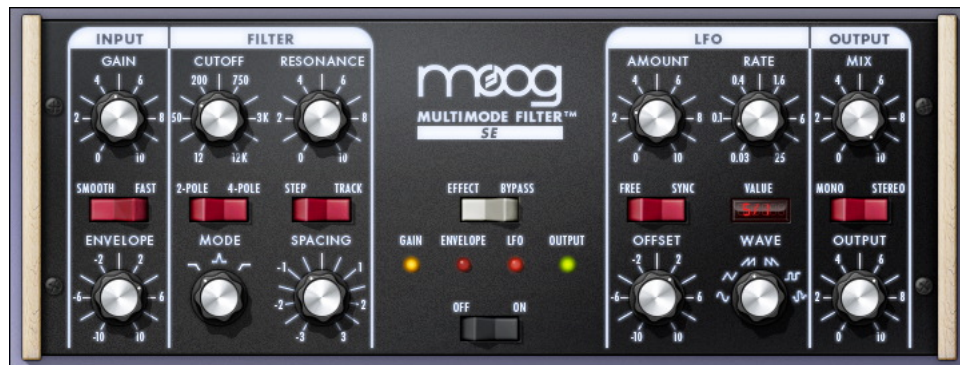 INPUT
FILTER
LFO
OUTPUT
GAIN
4 6
2 8
0 10
CUTOFF
200 750
50 3K
12 12K
RESONANCE
4 6
2 8
0 10
moog
MULTIMODE FILTER™
SE
AMOUNT
4 6
2 8
0 10
RATE
0.4 1.6
0.1 6
0.03 25
MIX
4 6
2 8
0 10
SMOOTH FAST
2-POLE 4-POLE
STEP TRACK
EFFECT BYPASS
FREE SYNC
VALUE
MONO STEREO
ENVELOPE
-2 2
-6 6
-10 10
MODE
SPACING
-1 1
-2 2
-3 3
GAIN ENVELOPE LFO OUTPUT
OFF ON
OFFSET
-2 2
-6 6
-10 10
WAVE
OUTPUT
4 6
2 8
0 10